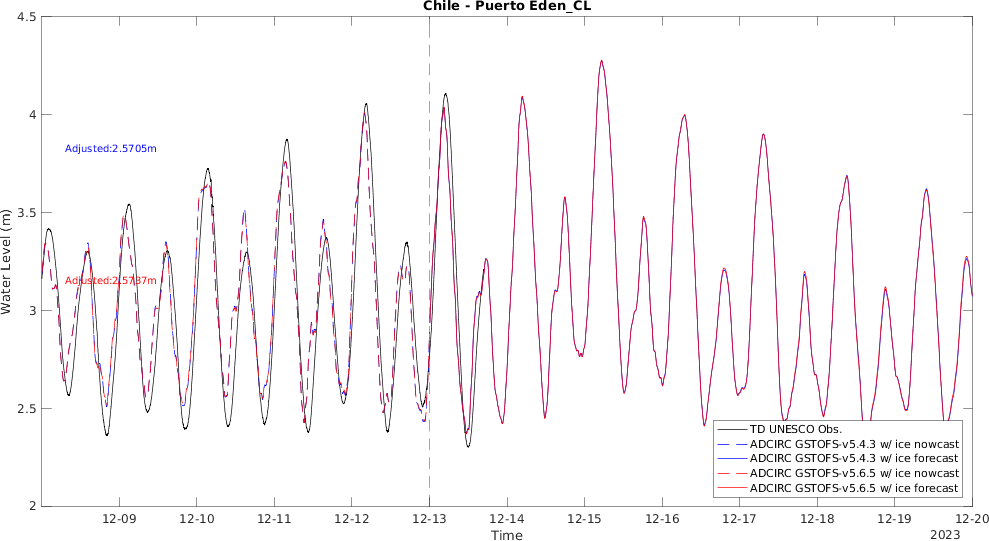 Chile - Puerto Eden_CL
4.5
4
3.5
3
2.5
2
Water Level (m)
Adjusted:2.5705m
Adjusted:2.5787m
TD UNESCO Obs.
ADCIRC GSTOFS-v5.4.3 w/ ice nowcast
ADCIRC GSTOFS-v5.4.3 w/ ice forecast
ADCIRC GSTOFS-v5.6.5 w/ ice nowcast
ADCIRC GSTOFS-v5.6.5 w/ ice forecast
12-09 12-10 12-11 12-12 12-13 12-14 12-15 12-16 12-17 12-18 12-19 12-20
Time
2023